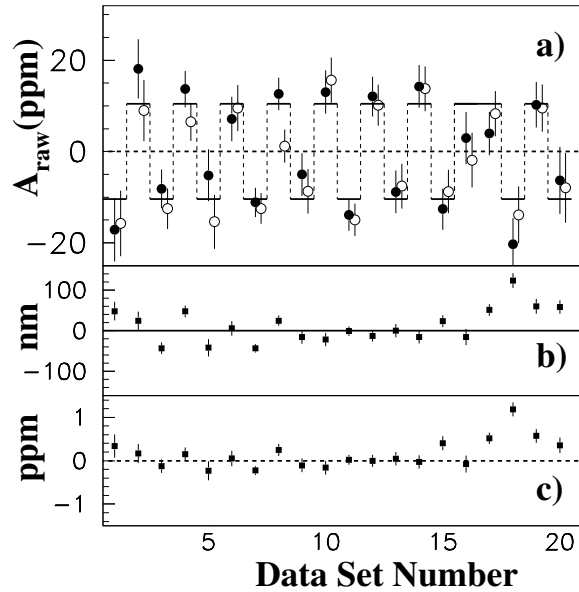 A_raw(ppm)
20
0
−20
a)
nm
100
0
−100
b)
ppm
1
0
−1
c)
5 10 15 20
Data Set Number